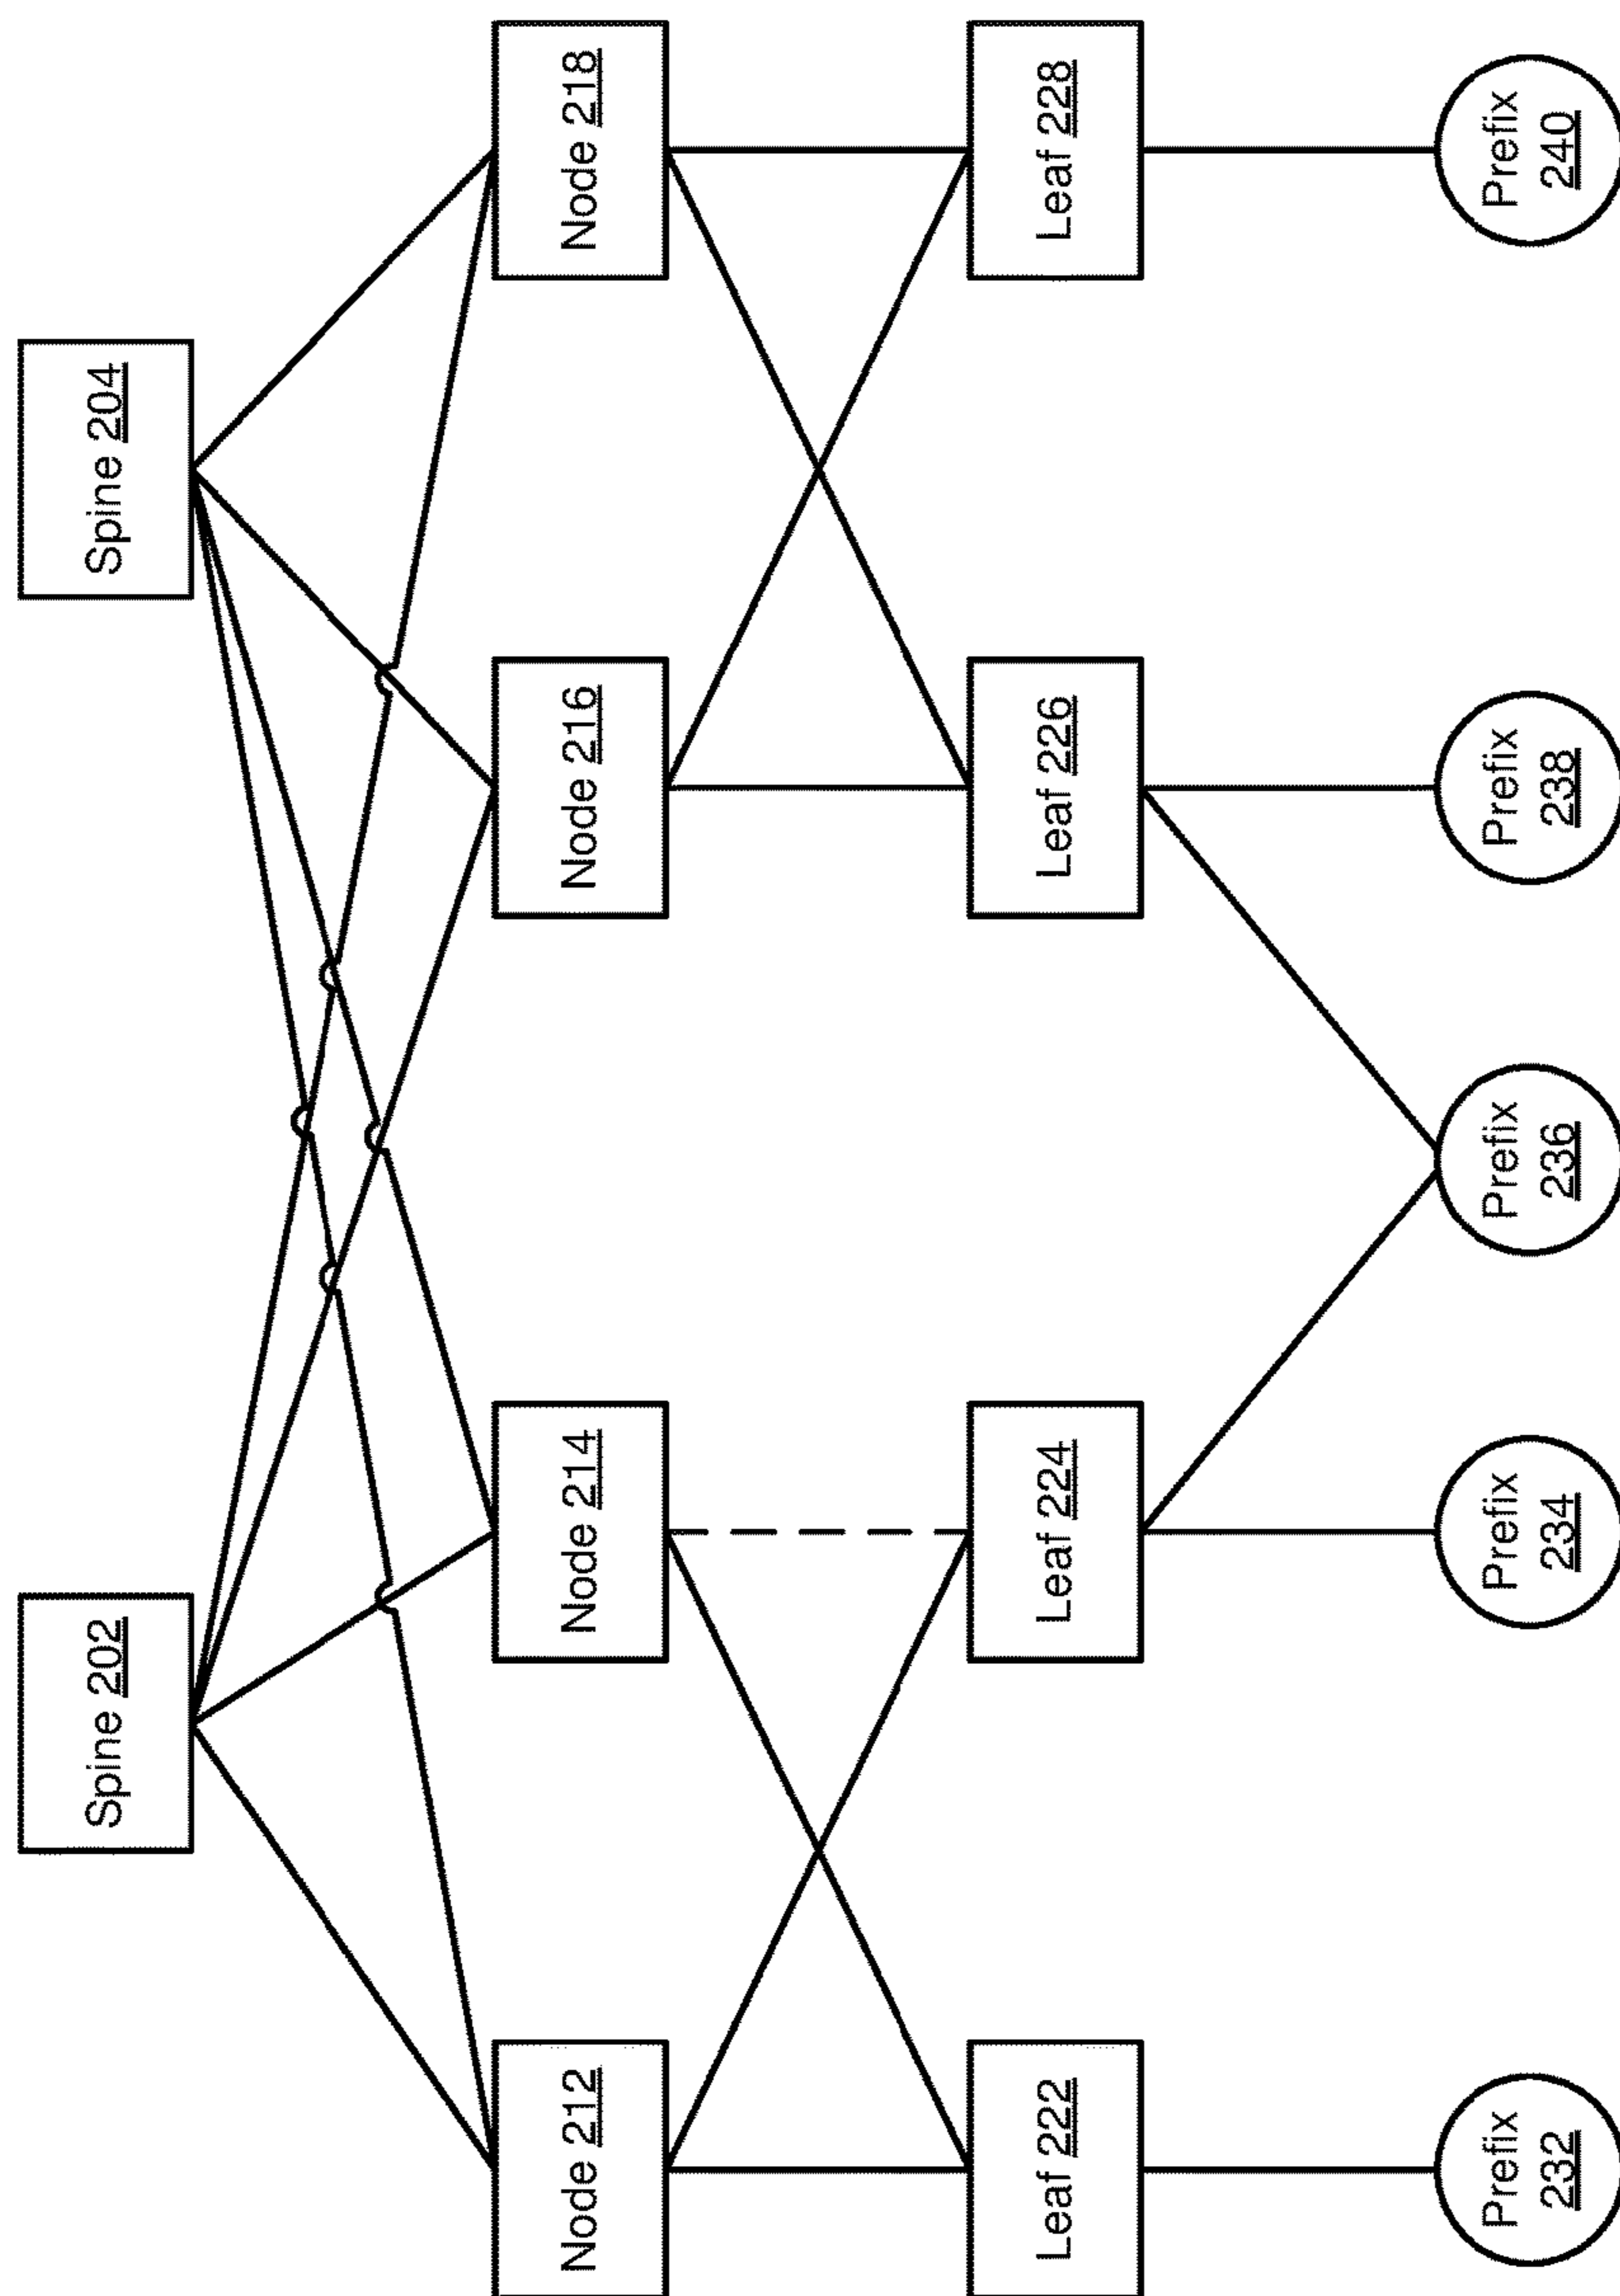 Spine 202
Spine 204
Node 212
Node 214
Node 216
Node 218
Leaf 222
Leaf 224
Leaf 226
Leaf 228
Prefix
232
Prefix
234
Prefix
236
Prefix
238
Prefix
240